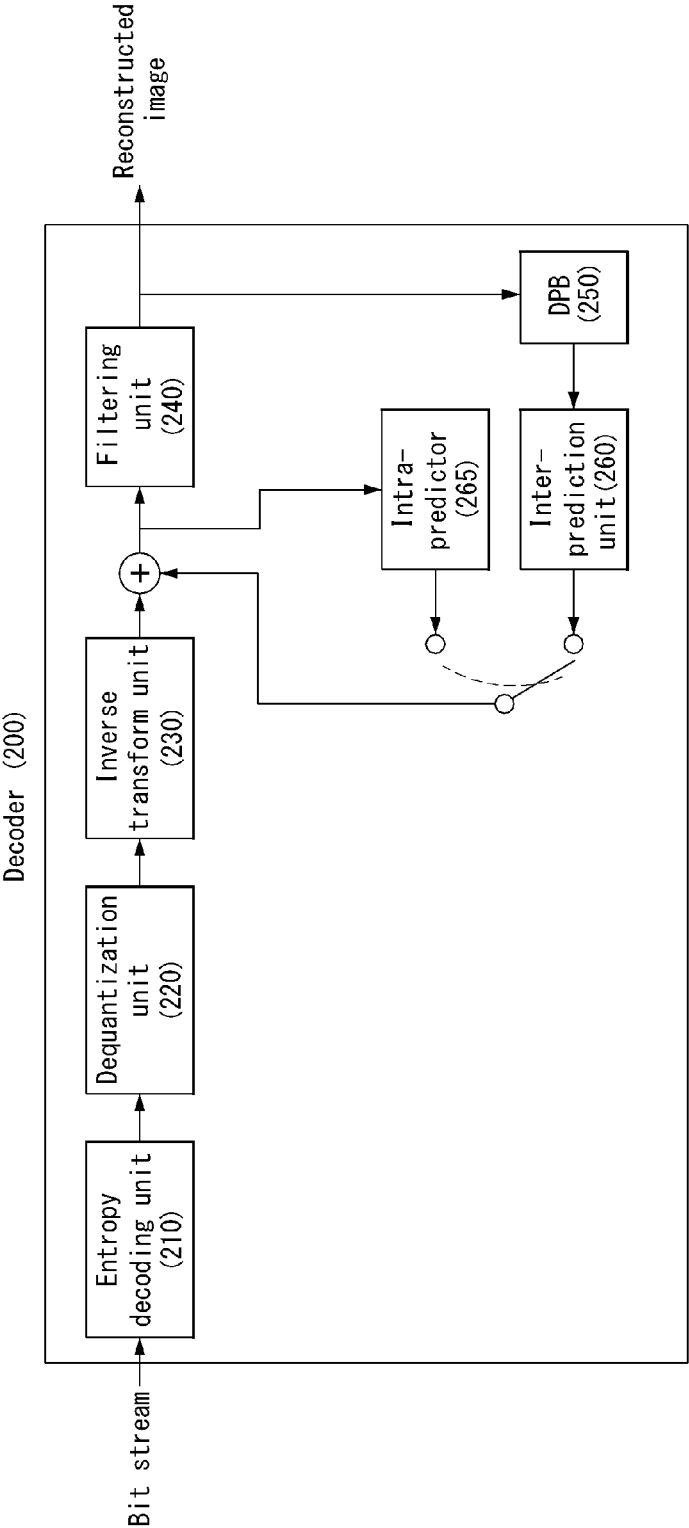 Decoder (200)
Bit stream
Entropy
decoding unit
(210)
Dequantization
unit
(220)
Inverse
transform unit
(230)
+
Filtering
unit
(240)
Reconstructed
image
Intra-
predictor
(265)
Inter-
prediction
unit(260)
DPB
(250)